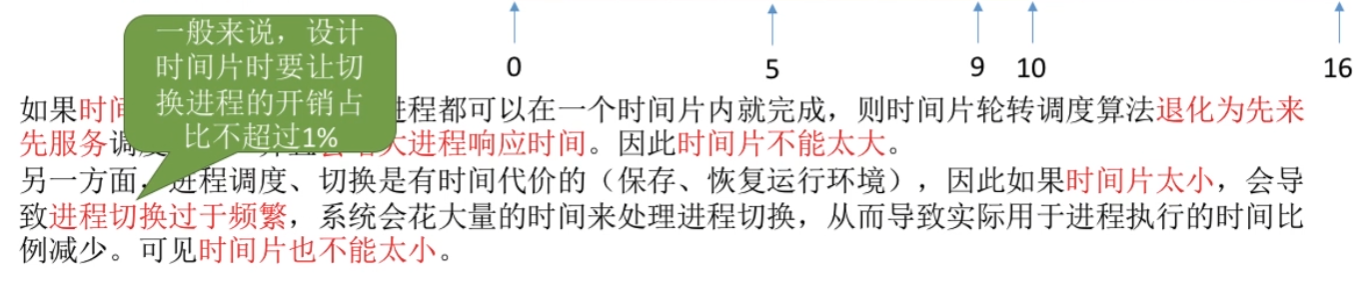 一般来说，设计
时间片时要让切
换进程的开销占
比不超过1%
0 5 9 10 16
如果时间进程都可以在一个时间片内就完成，则时间片轮转调度算法退化为先来
先服务调度大进程响应时间。因此时间片不能太大。
另一方面，进程调度、切换是有时间代价的（保存、恢复运行环境），因此如果时间片太小，会导
致进程切换过于频繁，系统会花大量的时间来处理进程切换，从而导致实际用于进程执行的时间比
例减少。可见时间片也不能太小。